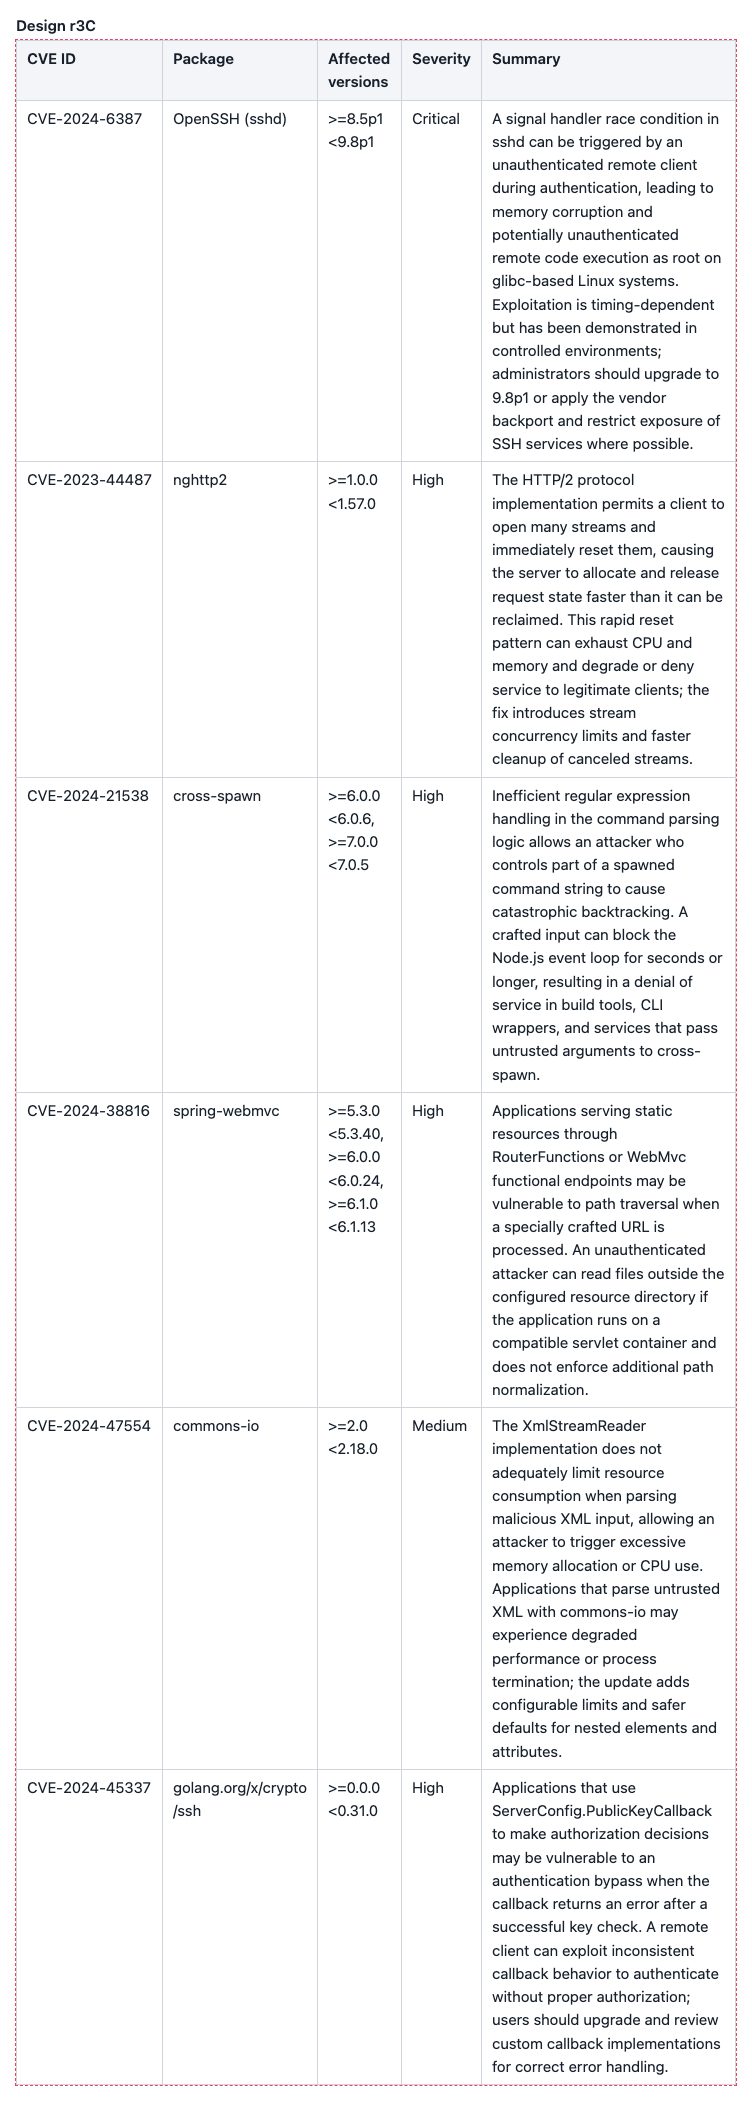 Design r3C
CVE ID Package Affected versions Severity Summary
CVE-2024-6387 OpenSSH (sshd) >=8.5p1 Critical A signal handler race condition in
<9.8p1 sshd can be triggered by an
unauthenticated remote client
during authentication, leading to
memory corruption and
potentially unauthenticated
remote code execution as root on
glibc-based Linux systems.
Exploitation is timing-dependent
but has been demonstrated in
controlled environments;
administrators should upgrade to
9.8p1 or apply the vendor
backport and restrict exposure of
SSH services where possible.
CVE-2023-44487 nghttp2 >=1.0.0 High The HTTP/2 protocol
<1.57.0 implementation permits a client to
open many streams and
immediately reset them, causing
the server to allocate and release
request state faster than it can be
reclaimed. This rapid reset
pattern can exhaust CPU and
memory and degrade or deny
service to legitimate clients; the
fix introduces stream
concurrency limits and faster
cleanup of canceled streams.
CVE-2024-21538 cross-spawn >=6.0.0 High Inefficient regular expression
<6.0.6, handling in the command parsing
>=7.0.0 logic allows an attacker who
<7.0.5 controls part of a spawned
command string to cause
catastrophic backtracking. A
crafted input can block the
Node.js event loop for seconds or
longer, resulting in a denial of
service in build tools, CLI
wrappers, and services that pass
untrusted arguments to cross-
spawn.
CVE-2024-38816 spring-webmvc >=5.3.0 High Applications serving static
<5.3.40, resources through
>=6.0.0 RouterFunctions or WebMvc
<6.0.24, functional endpoints may be
>=6.1.0 vulnerable to path traversal when
<6.1.13 a specially crafted URL is
processed. An unauthenticated
attacker can read files outside the
configured resource directory if
the application runs on a
compatible servlet container and
does not enforce additional path
normalization.
CVE-2024-47554 commons-io >=2.0 Medium The XmlStreamReader
<2.18.0 implementation does not
adequately limit resource
consumption when parsing
malicious XML input, allowing an
attacker to trigger excessive
memory allocation or CPU use.
Applications that parse untrusted
XML with commons-io may
experience degraded
performance or process
termination; the update adds
configurable limits and safer
defaults for nested elements and
attributes.
CVE-2024-45337 golang.org/x/crypto >=0.0.0 High Applications that use
/ssh <0.31.0 ServerConfig.PublicKeyCallback
to make authorization decisions
may be vulnerable to an
authentication bypass when the
callback returns an error after a
successful key check. A remote
client can exploit inconsistent
callback behavior to authenticate
without proper authorization;
users should upgrade and review
custom callback implementations
for correct error handling.